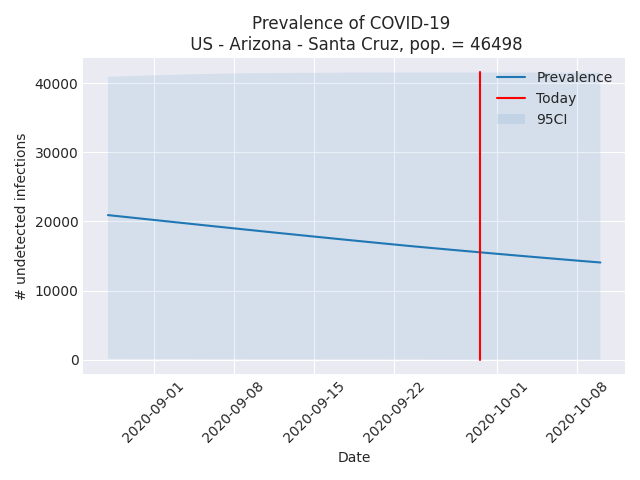 Prevalence of COVID-19
US - Arizona - Santa Cruz, pop. = 46498
Prevalence
Today
95CI
# undetected infections
40000
30000
20000
10000
0
2020-09-01
2020-09-08
2020-09-15
2020-09-22
2020-10-01
2020-10-08
Date